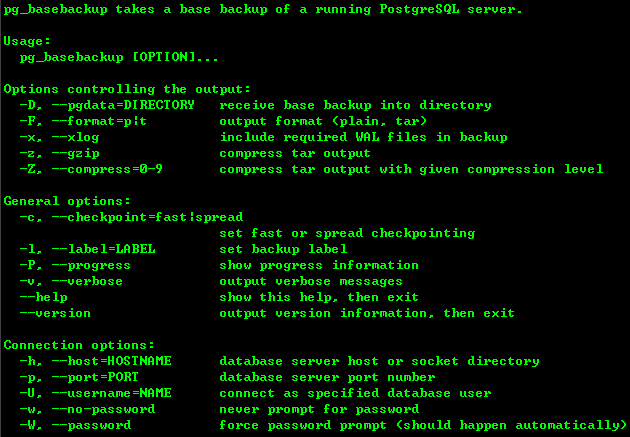 pg_basebackup takes a base backup of a running PostgreSQL server.
Usage:
pg_basebackup [OPTION]...
Options controlling the output:
-D, --pgdata=DIRECTORY receive base backup into directory
-F, --format=p|t output format (plain, tar)
-x, --xlog include required WAL files in backup
-z, --gzip compress tar output
-Z, --compress=0-9 compress tar output with given compression level
General options:
-c, --checkpoint=fast|spread
set fast or spread checkpointing
-l, --label=LABEL set backup label
-P, --progress show progress information
-v, --verbose output verbose messages
--help show this help, then exit
--version output version information, then exit
Connection options:
-h, --host=HOSTNAME database server host or socket directory
-p, --port=PORT database server port number
-U, --username=NAME connect as specified database user
-w, --no-password never prompt for password
-W, --password force password prompt (should happen automatically)